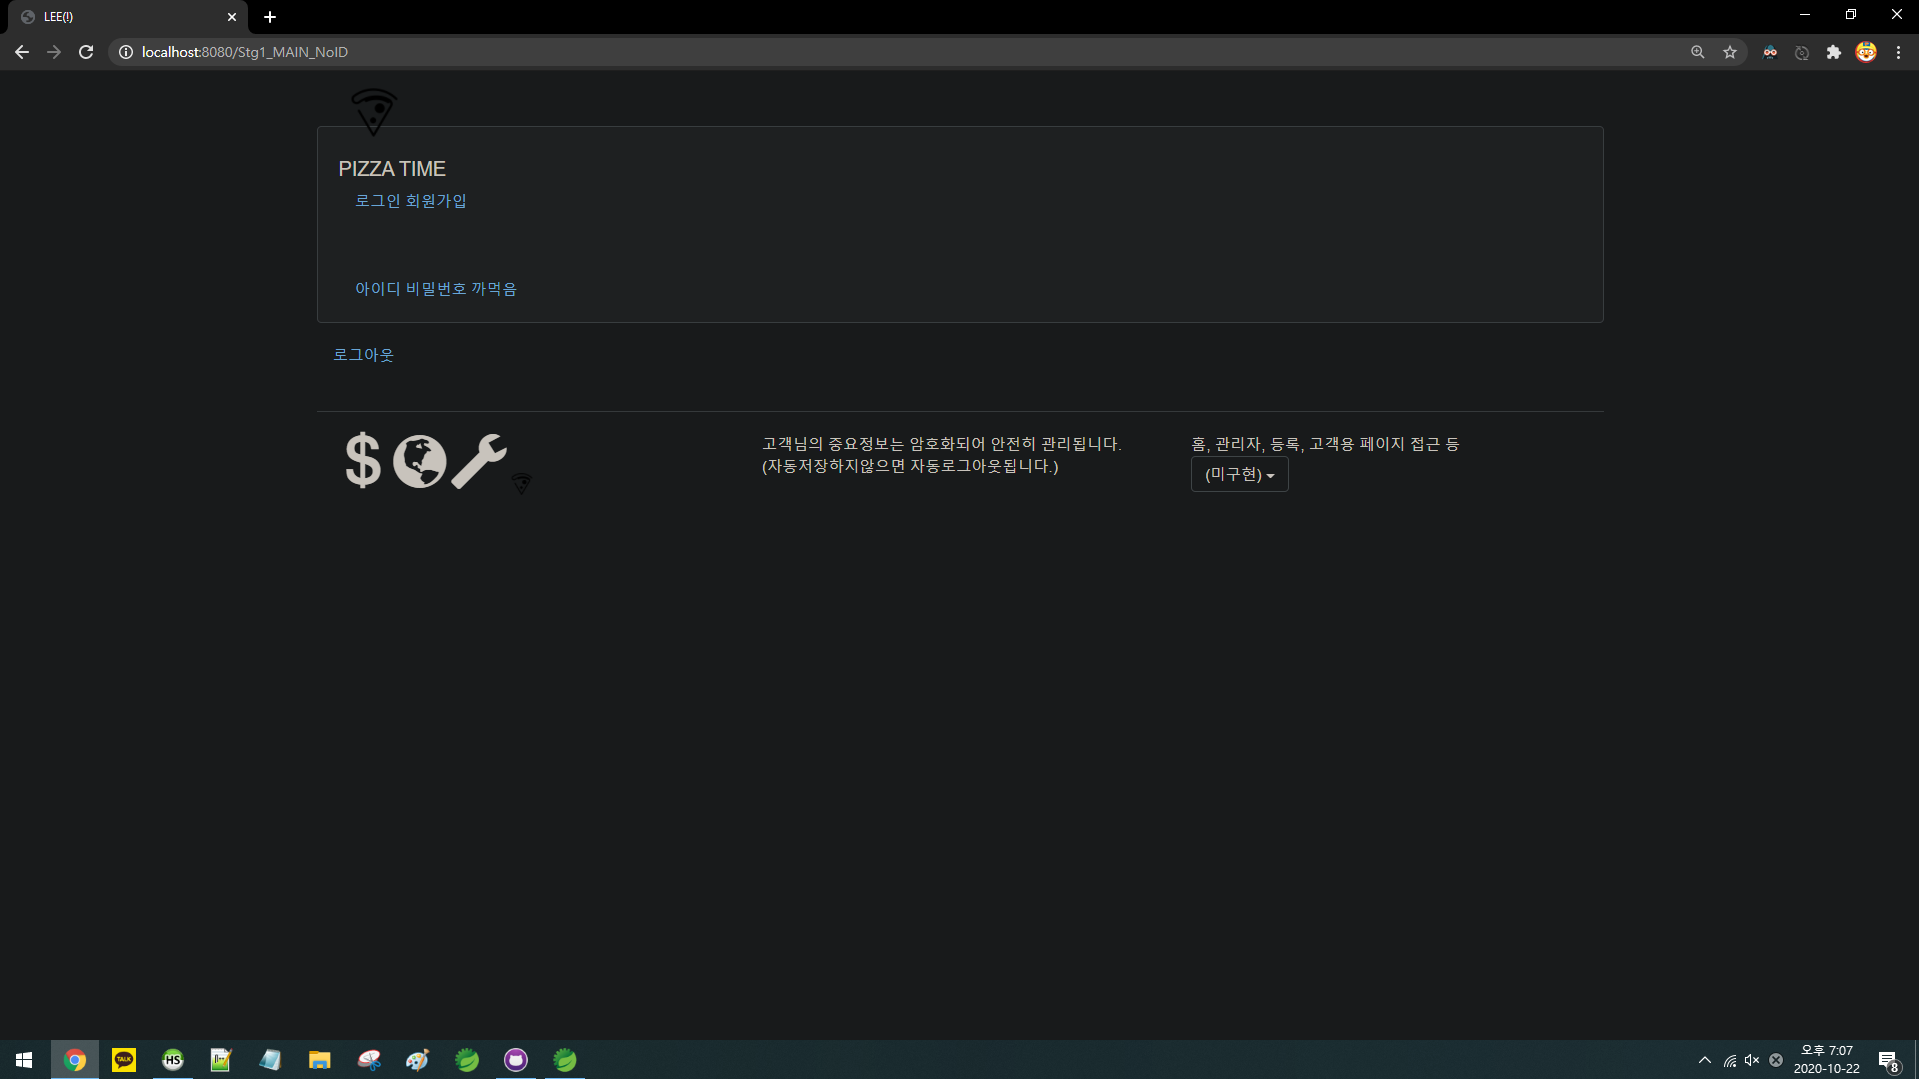 LEE(!)
localhost:8080/Stg1_MAIN_NoID
PIZZA TIME
로그인 회원가입
아이디 비밀번호 까먹음
로그아웃
고객님의 중요정보는 암호화되어 안전히 관리됩니다.
(자동저장하지않으면 자동로그아웃됩니다.)
홈, 관리자, 등록, 고객용 페이지 접근 등
(미구현)
TALK
HS
오후 7:07
2020-10-22
8